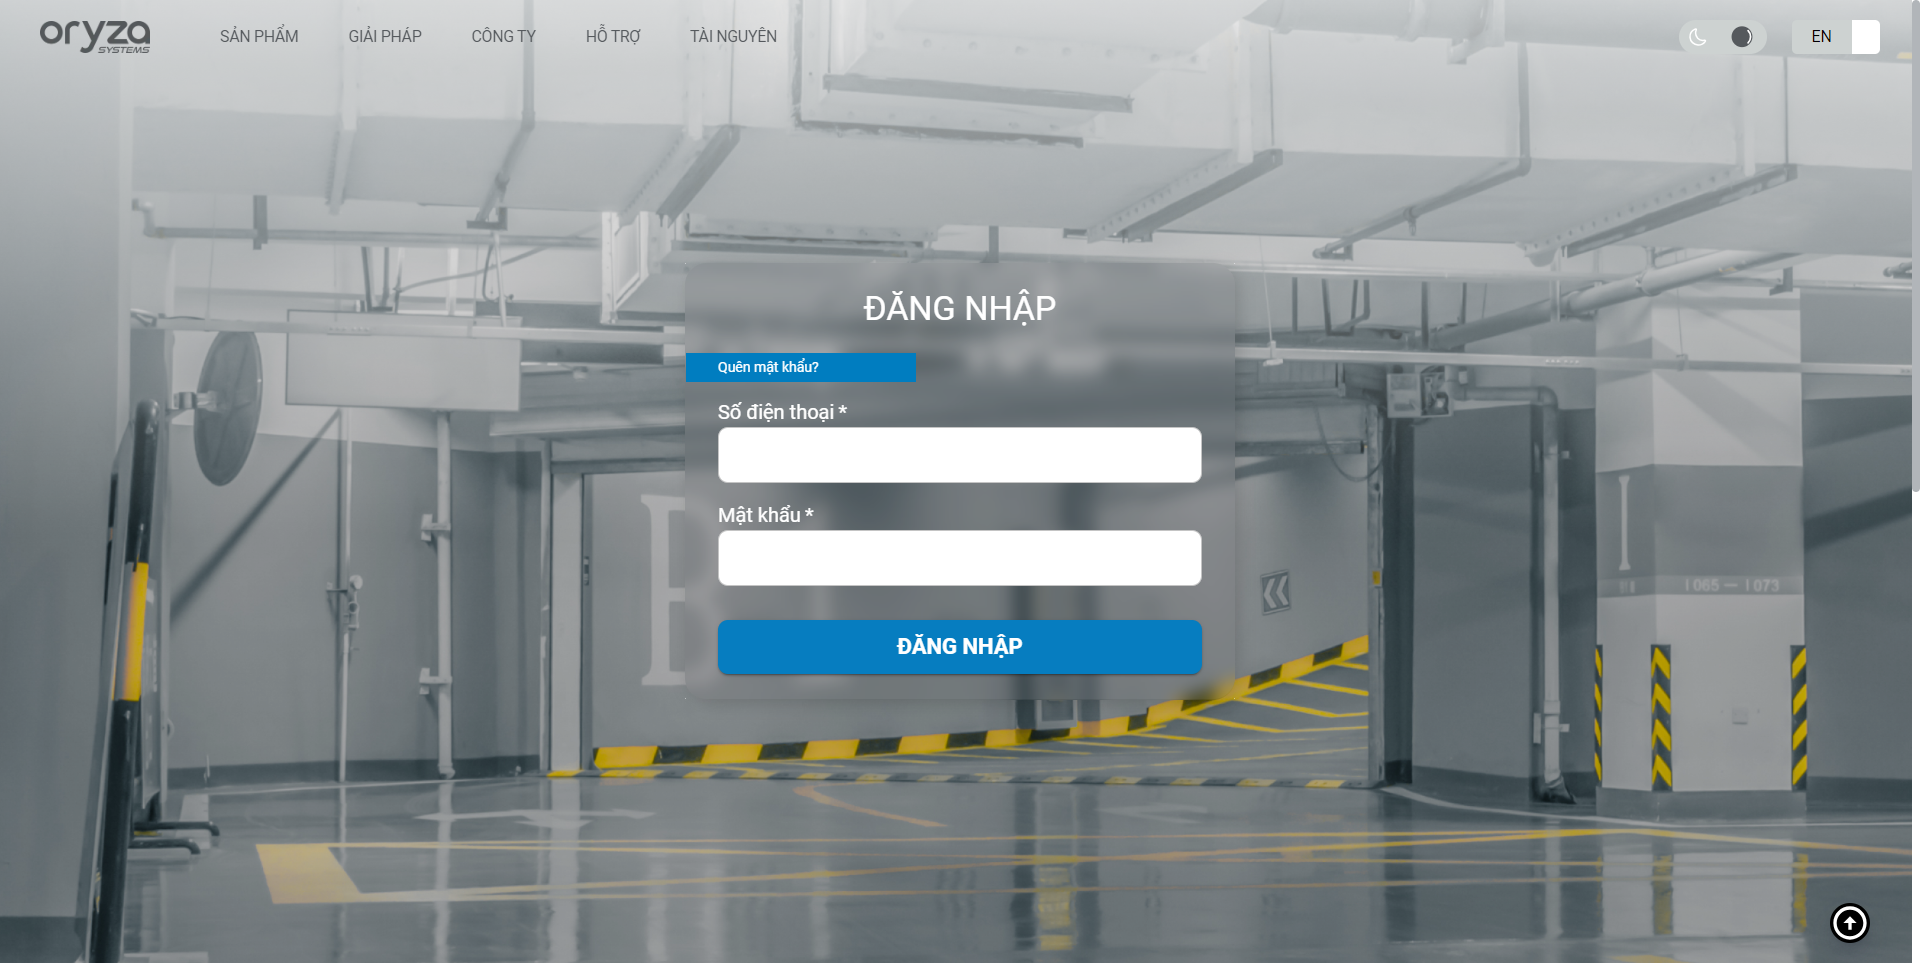 oryza
SYSTEMS
SẢN PHẨM
GIẢI PHÁP
CÔNG TY
HỖ TRỢ
TÀI NGUYÊN
EN
ĐĂNG NHẬP
Quên mật khẩu?
Số điện thoại *
Mật khẩu *
ĐĂNG NHẬP
1065 — 1073